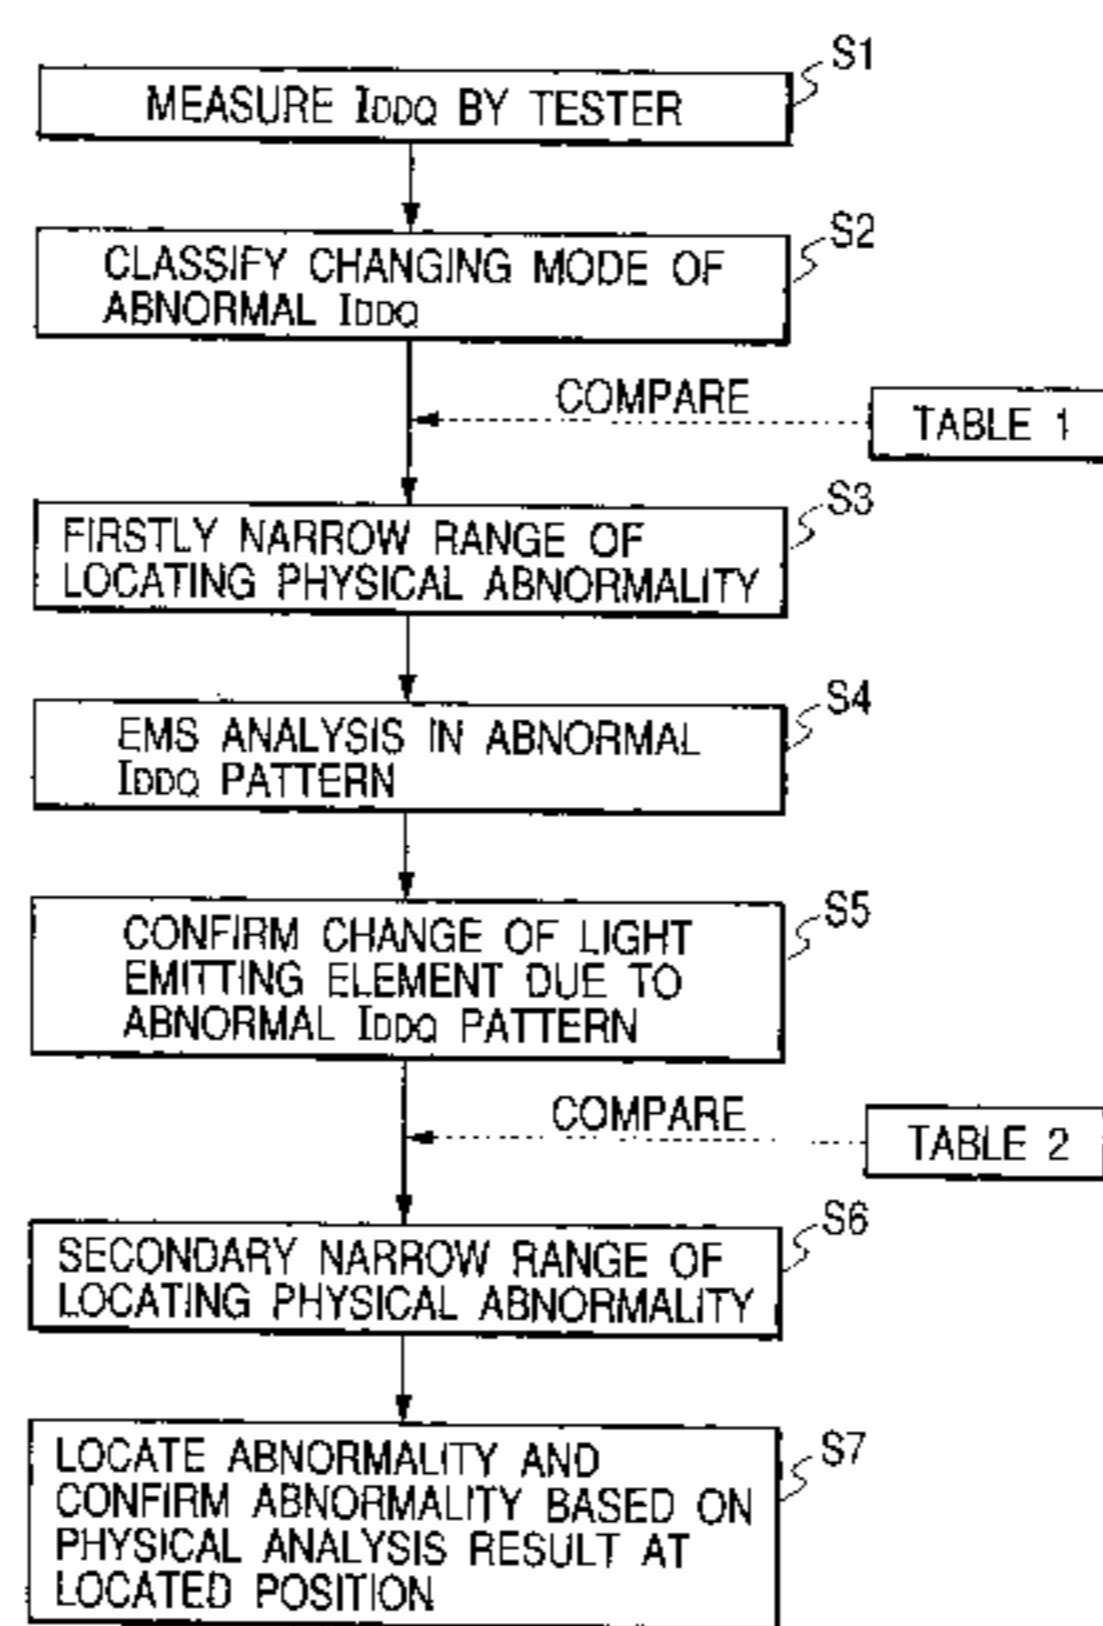 S1
MEASURE IDDQ BY TESTER
S2
CLASSIFY CHANGING MODE OF
ABNORMAL IDDQ
COMPARE
TABLE 1
S3
FIRSTLY NARROW RANGE OF
LOCATING PHYSICAL ABNORMALITY
S4
EMS ANALYSIS IN ABNORMAL
IDDQ PATTERN
S5
CONFIRM CHANGE OF LIGHT
EMITTING ELEMENT DUE TO
ABNORMAL IDDQ PATTERN
COMPARE
TABLE 2
S6
SECONDARY NARROW RANGE OF
LOCATING PHYSICAL ABNORMALITY
S7
LOCATE ABNORMALITY AND
CONFIRM ABNORMALITY BASED ON
PHYSICAL ANALYSIS RESULT AT
LOCATED POSITION